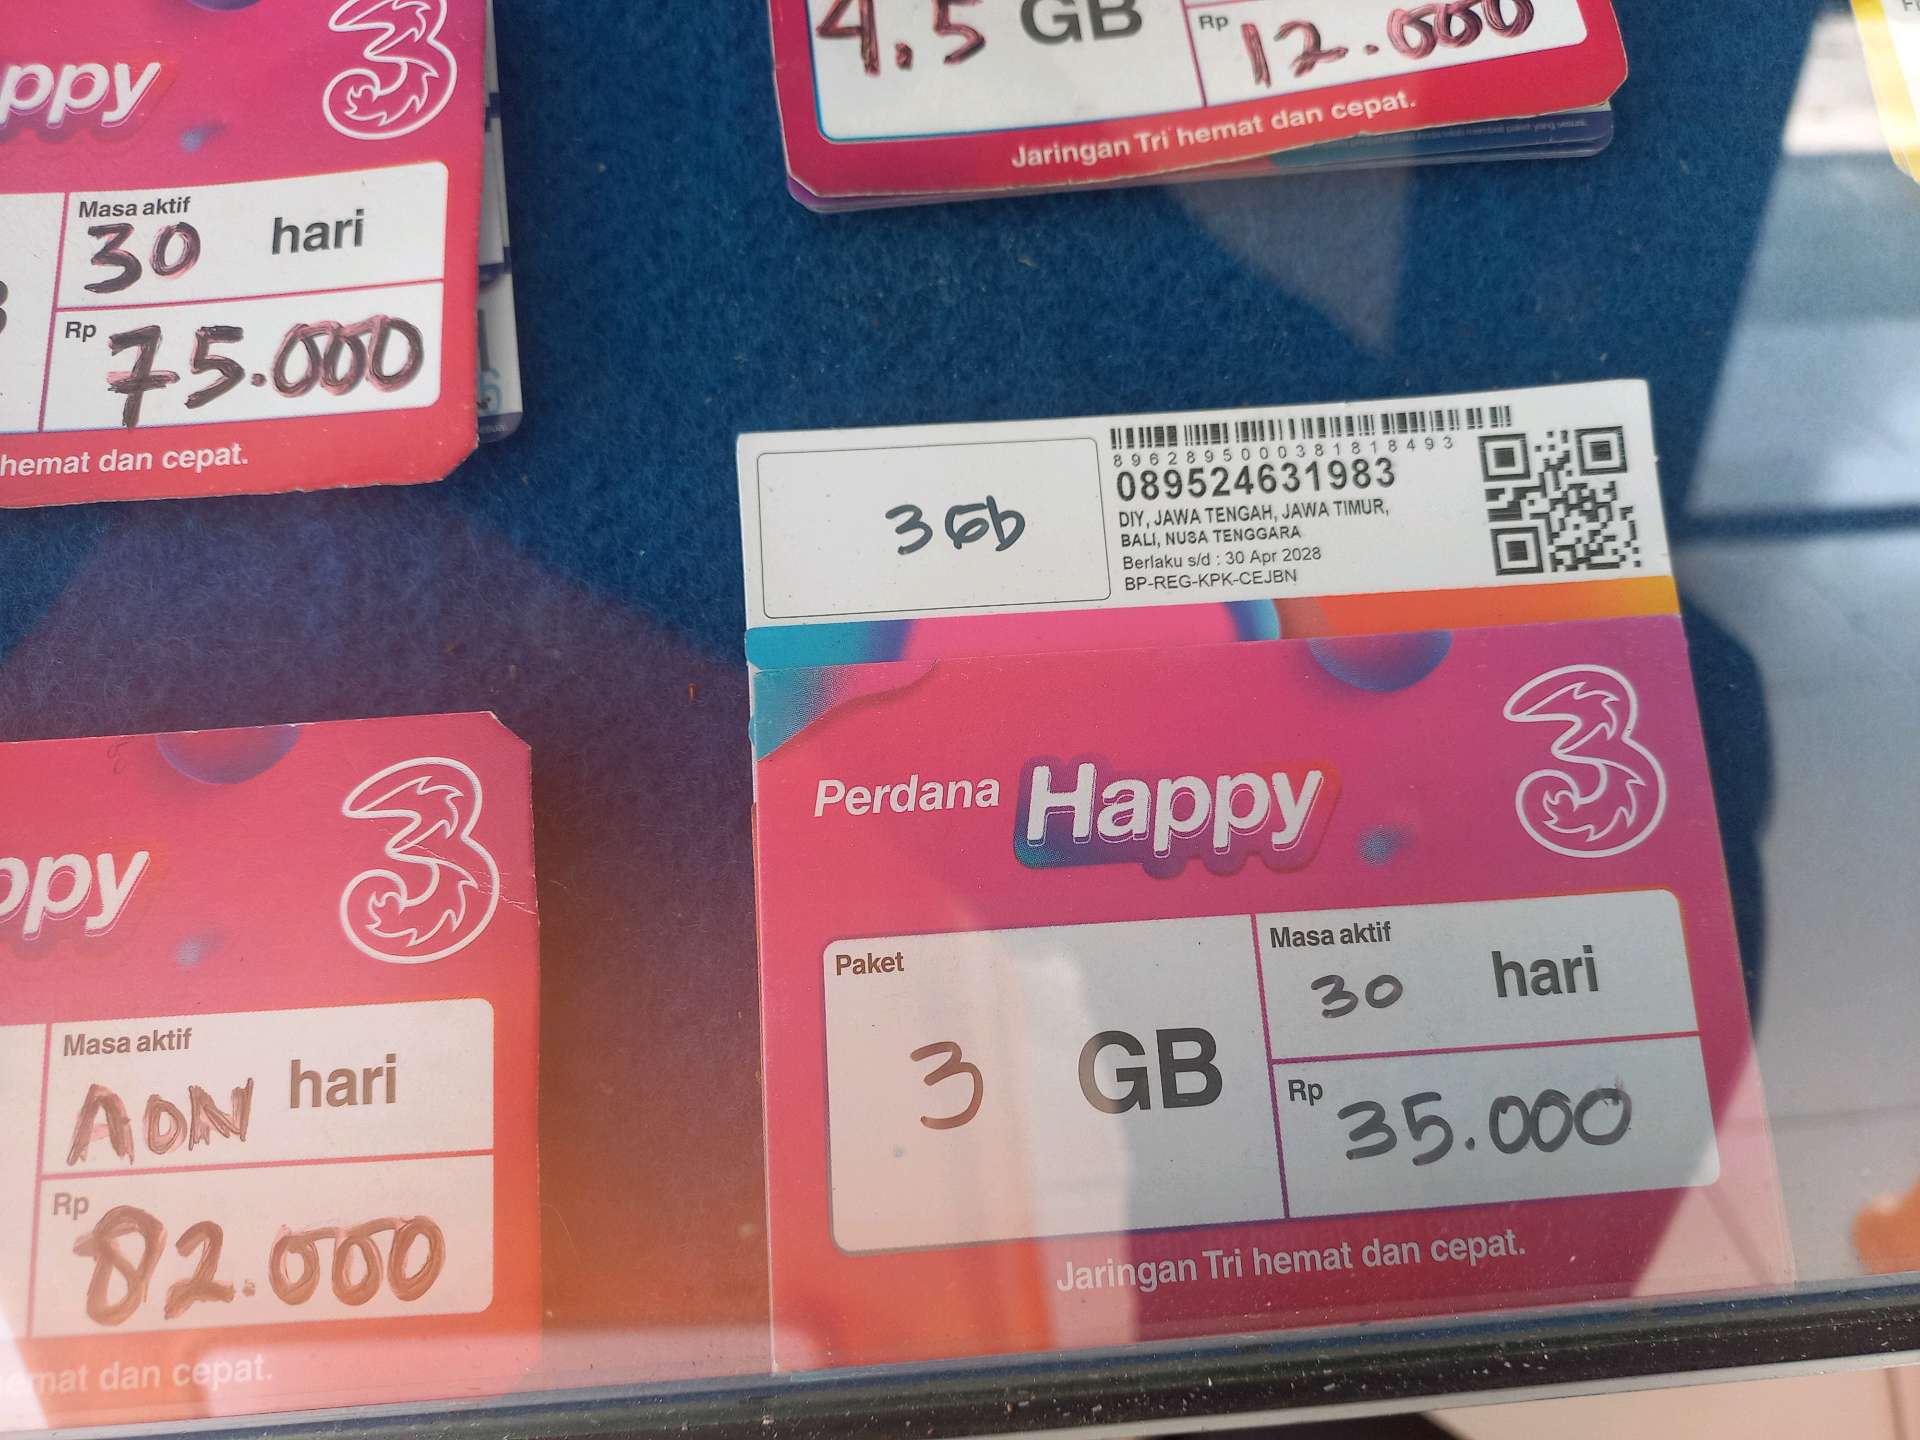 ppy
3
Masa aktif
30 hari
Rp 75.000
hemat dan cepat.
4.5 GB
Rp 12.000
Jaringan Tri hemat dan cepat.
3 Gb
8962895000381818493
089524631983
DIY, JAWA TENGAH, JAWA TIMUR,
BALI, NUSA TENGGARA
Berlaku s/d : 30 Apr 2028
BP-REG-KPK-CEJBN
Perdana Happy
3
Paket
3 GB
Masa aktif
30 hari
Rp 35.000
Jaringan Tri hemat dan cepat.
ppy
3
Masa aktif
AON hari
Rp 82.000
emat dan cepat.